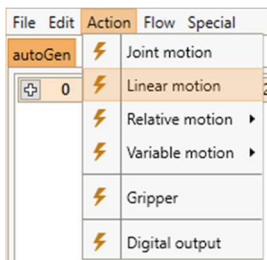 File Edit Action Flow Special
autoGen
Joint motion
0 Linear motion
Relative motion
Variable motion
Gripper
Digital output